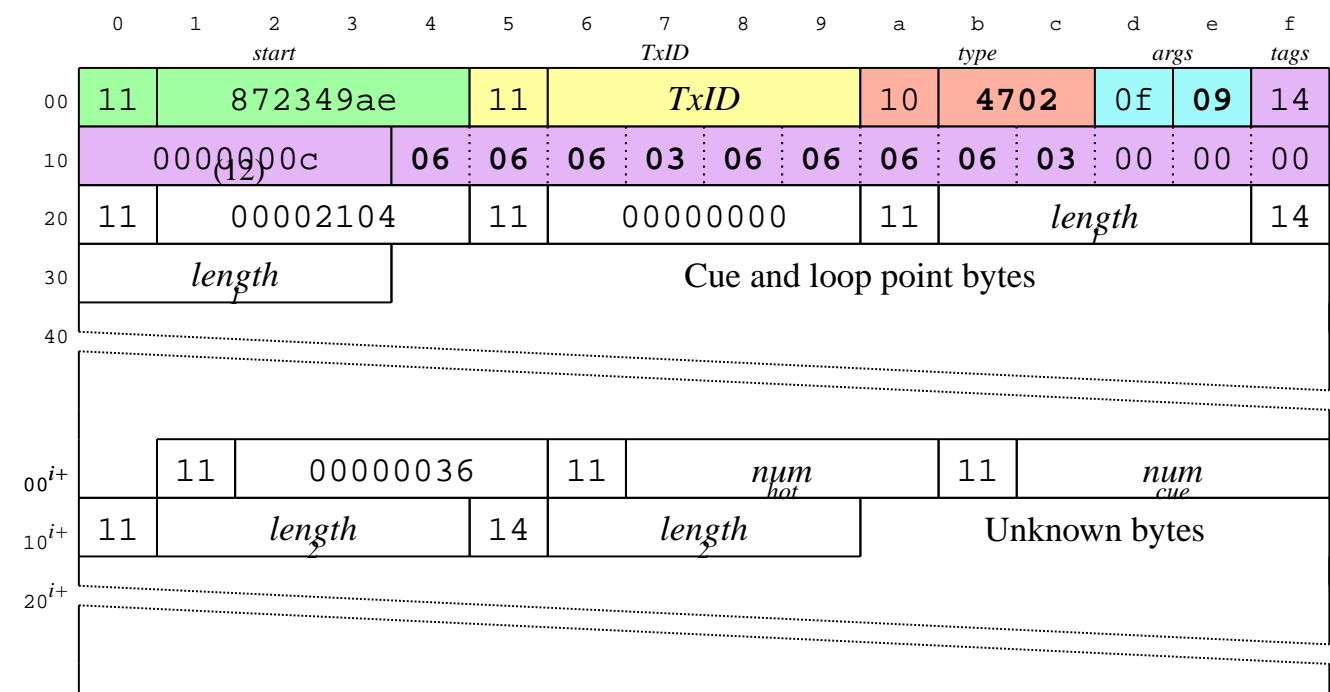 0 1 2 3 4 5 6 7 8 9 a b c d e f
start TxID type args tags
00 11 872349ae 11 TxID 10 4702 0f 09 14
10 0000000c (12) 06 06 06 03 06 06 06 06 03 00 00 00
20 11 00002104 11 00000000 11 length 1 14
30 length 1 Cue and loop point bytes
40
00i+ 11 00000036 11 num hot 11 num cue
10i+ 11 length 2 14 length 2 Unknown bytes
20i+